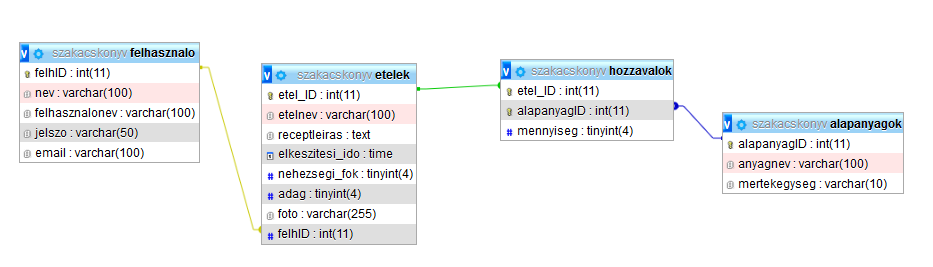 szakacskonyv felhasznalo
felhID : int(11)
nev : varchar(100)
felhasznalonev : varchar(100)
jelszo : varchar(50)
email : varchar(100)
szakacskonyv etelek
etel_ID : int(11)
etelnev : varchar(100)
receptleiras : text
elkeszitesi_ido : time
nehezsegi_fok : tinyint(4)
adag : tinyint(4)
foto : varchar(255)
felhID : int(11)
szakacskonyv hozzavalok
etel_ID : int(11)
alapanyagID : int(11)
mennyiseg : tinyint(4)
szakacskonyv alapanyagok
alapanyagID : int(11)
anyagnev : varchar(100)
mertekegyseg : varchar(10)